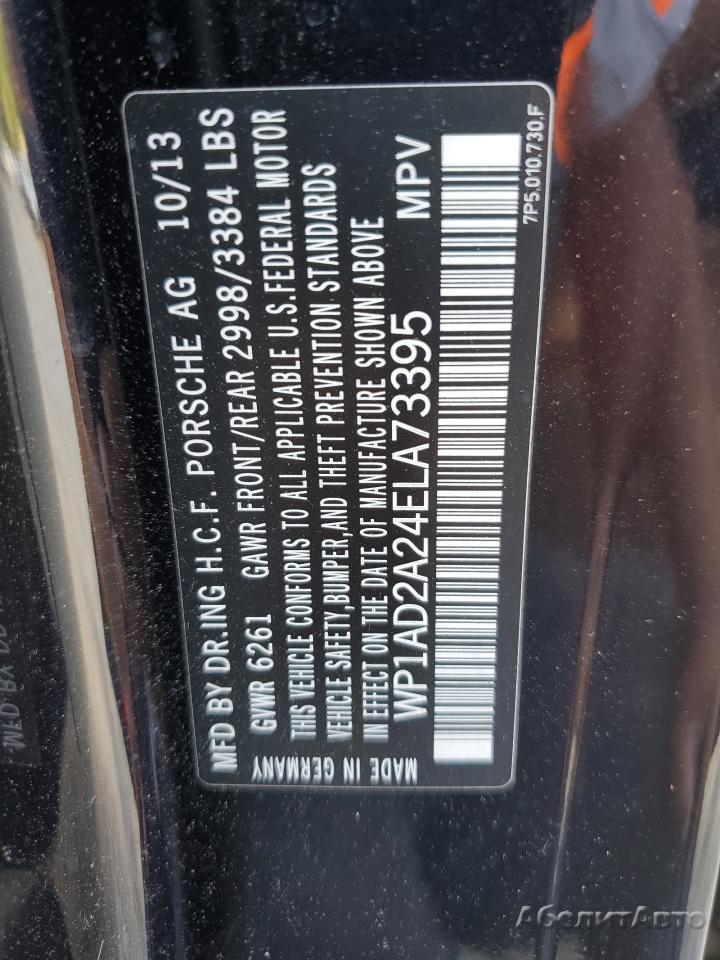 MFD BY DR.ING H.C.F. PORSCHE AG 10/13
GVWR 6261 GAWR FRONT/REAR 2998/3384 LBS
THIS VEHICLE CONFORMS TO ALL APPLICABLE U.S.FEDERAL MOTOR
VEHICLE SAFETY,BUMPER,AND THEFT PREVENTION STANDARDS
IN EFFECT ON THE DATE OF MANUFACTURE SHOWN ABOVE
WP1AD2A24ELA73395 MPV
MADE IN GERMANY
7P5.010.730.F
АбелитАвто